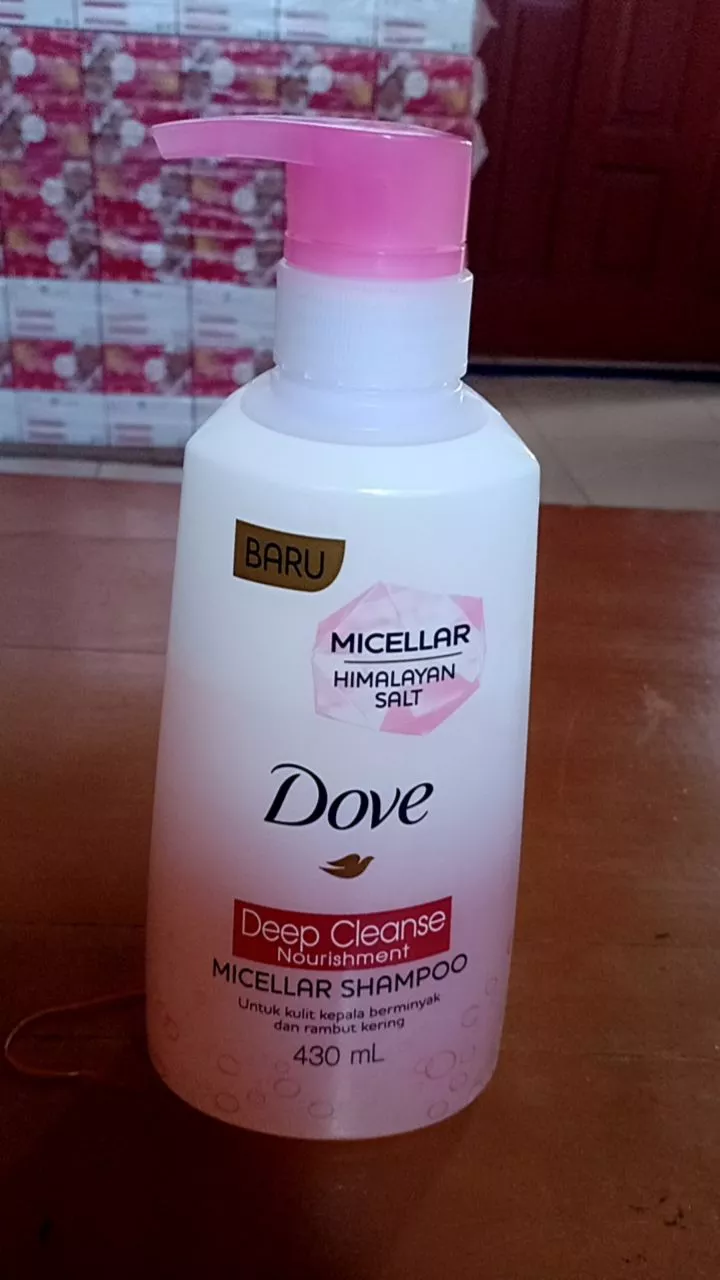 BARU
MICELLAR
HIMALAYAN
SALT
Dove
Deep Cleanse
Nourishment
MICELLAR SHAMPOO
Untuk kulit kepala berminyak
dan rambut kering
430 mL